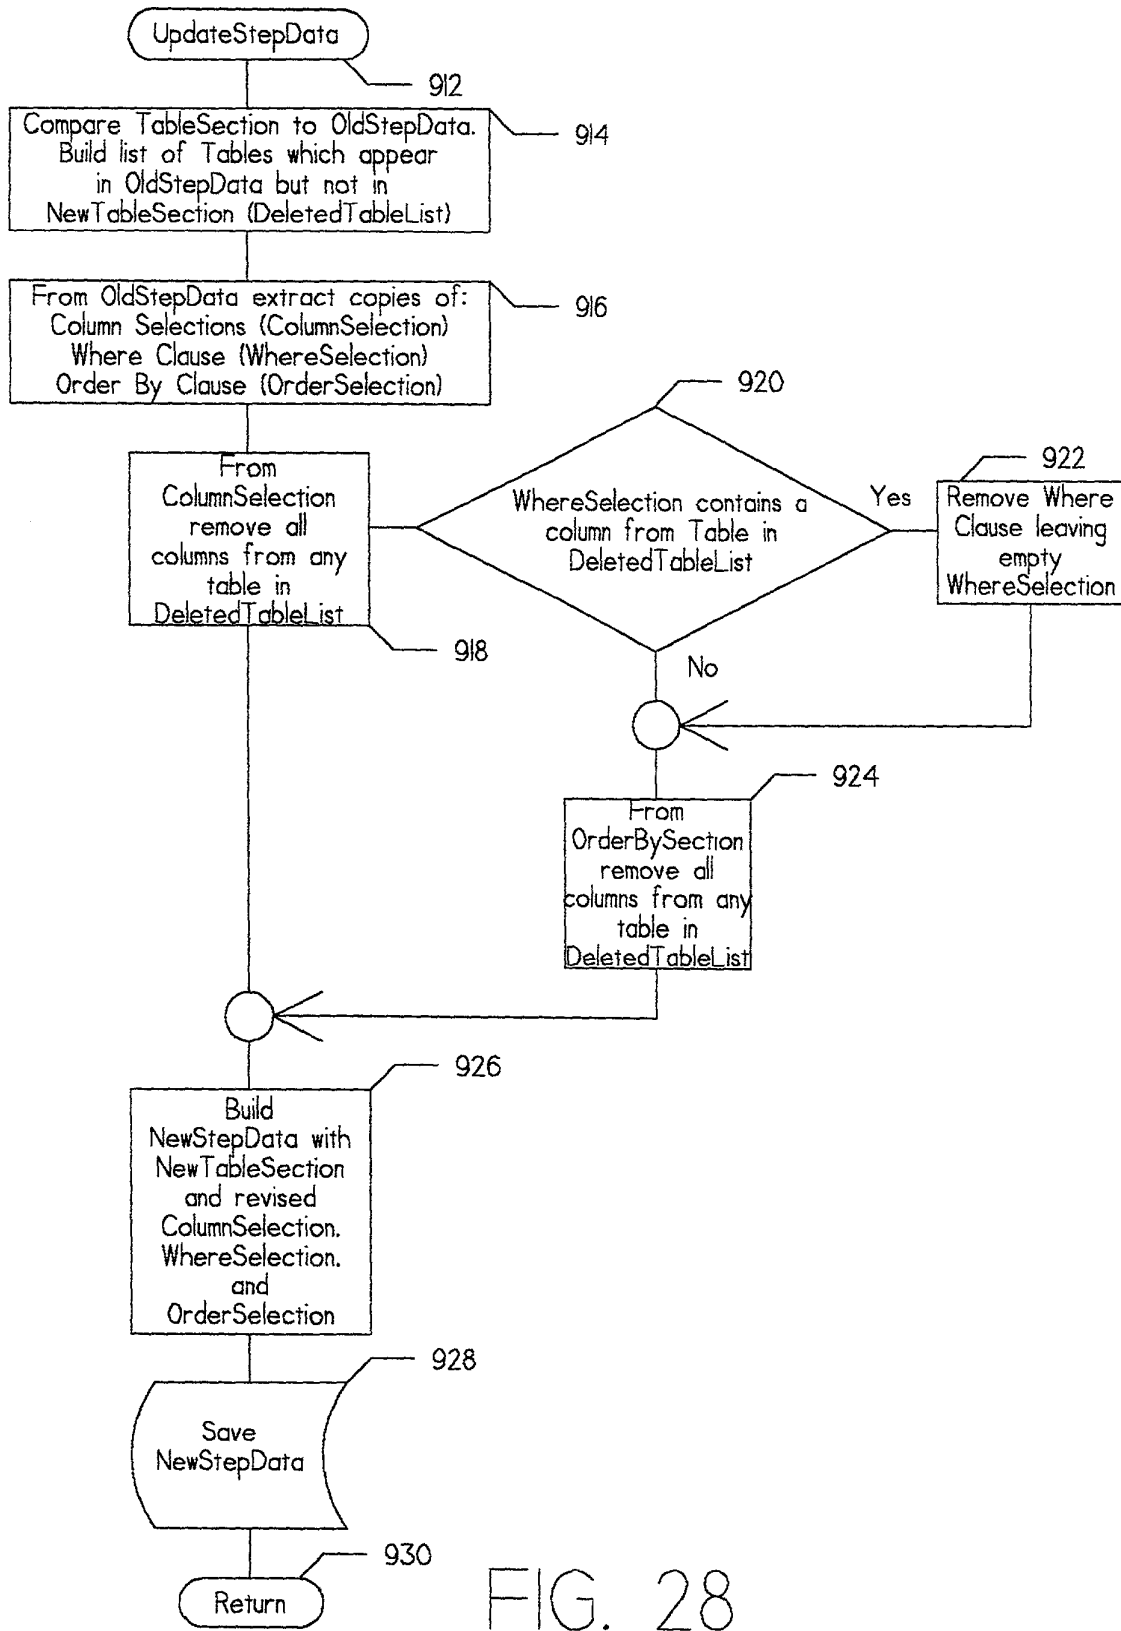 UpdateStepData
912
Compare TableSection to OldStepData.
Build list of Tables which appear
in OldStepData but not in
NewTableSection (DeletedTableList)
914
From OldStepData extract copies of:
Column Selections (ColumnSelection)
Where Clause (WhereSelection)
Order By Clause (OrderSelection)
916
From
ColumnSelection
remove all
columns from any
table in
DeletedTableList
918
920
WhereSelection contains a
column from Table in
DeletedTableList
Yes
No
922
Remove Where
Clause leaving
empty
WhereSelection
924
From
OrderBySection
remove all
columns from any
table in
DeletedTableList
926
Build
NewStepData with
NewTableSection
and revised
ColumnSelection.
WhereSelection.
and
OrderSelection
928
Save
NewStepData
930
Return
FIG. 28